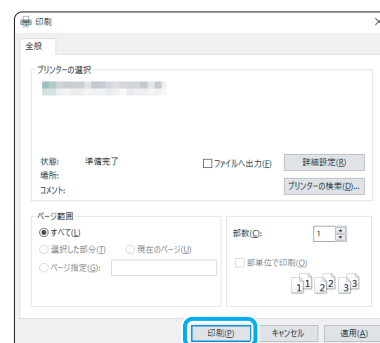 印刷
全般
プリンターの選択
状態: 準備完了
場所:
コメント:
ファイルへ出力(F)
詳細設定(R)
プリンターの検索(D)...
ページ範囲
すべて(L)
選択した部分(T) 現在のページ(U)
ページ指定(G):
部数(C): 1
部単位で印刷(O)
1 1 2 2 3 3
印刷(P) キャンセル 適用(A)